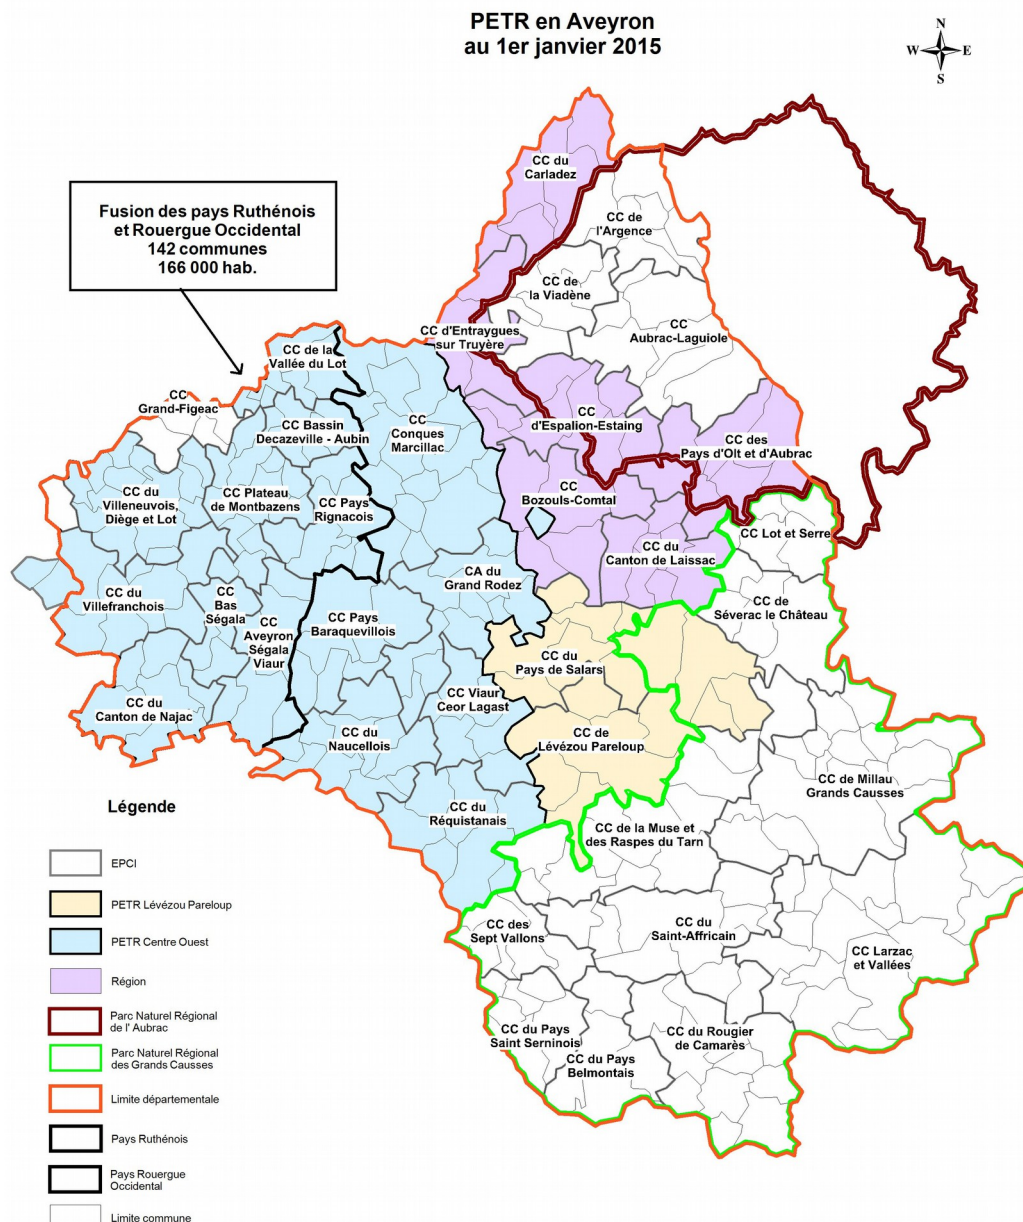 PETR en Aveyron
au 1er janvier 2015
N
W
E
S
Fusion des pays Ruthénois
et Rouergue Occidental
142 communes
166 000 hab.
CC du
Carladez
CC de
l'Argence
CC de
la Viadène
CC
Aubrac-Laguiole
CC d'Entraygues
sur Truyère
CC de la
Vallée du Lot
CC
Grand-Figeac
CC Bassin
Decazeville - Aubin
CC
Conques
Marcillac
CC
d'Espalion-Estaing
CC des
Pays d'Olt et d'Aubrac
CC du
Villeneuvois,
Diège et Lot
CC Plateau
de Montbazens
CC Pays
Rignacois
CC
Bozouls-Comtal
CC Lot et Serre
CC du
Canton de Laissac
CA du
Grand Rodez
CC du
Villefranchois
CC
Bas
Ségala
CC
Aveyron
Ségala
Viaur
CC Pays
Baraquevillois
CC de
Séverac le Château
CC du
Pays de Salars
CC du
Canton de Najac
CC Viaur
Ceor Lagast
CC du
Naucellois
CC de
Lévézou Pareloup
CC de Millau
Grands Causses
CC du
Réquistanais
CC de la Muse et
des Raspes du Tarn
CC des
Sept Vallons
CC du
Saint-Affricain
CC Larzac
et Vallées
CC du Pays
Saint Serninois
CC du Pays
Belmontais
CC du Rougier
de Camarès
Légende
EPCI
PETR Lévézou Pareloup
PETR Centre Ouest
Région
Parc Naturel Régional
de l' Aubrac
Parc Naturel Régional
des Grands Causses
Limite départementale
Pays Ruthénois
Pays Rouergue
Occidental
Limite commune